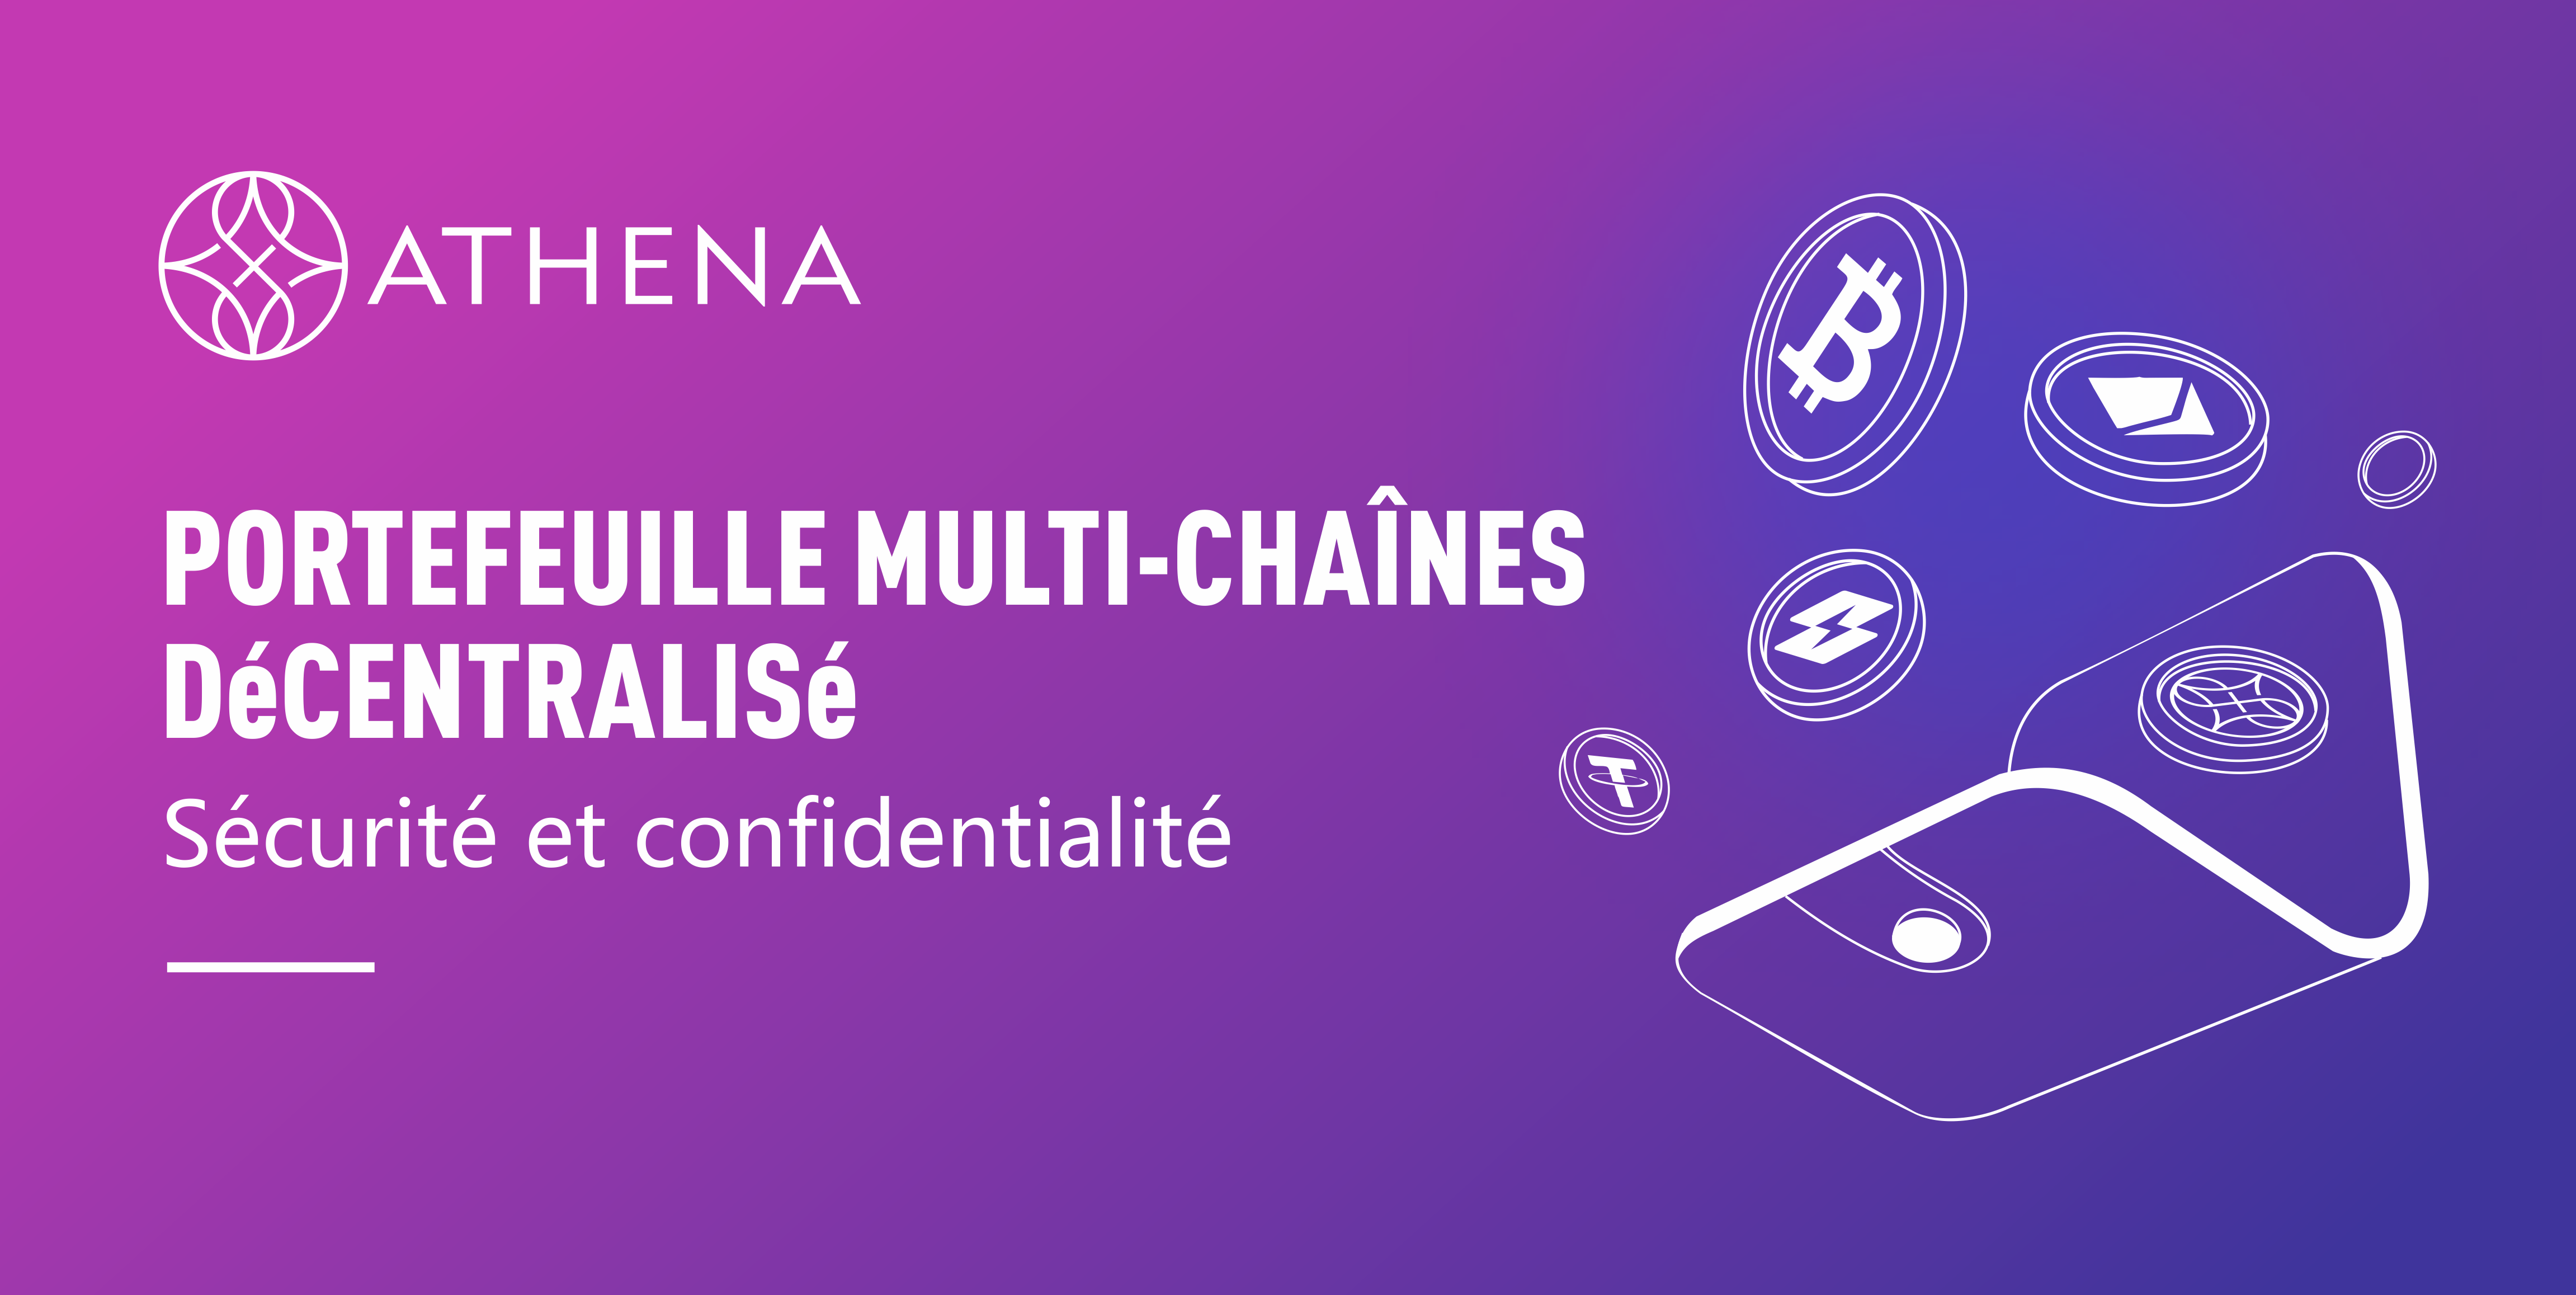 ATHENA
PORTEFEUILLE MULTI-CHAÎNES
DéCENTRALISé
Sécurité et confidentialité